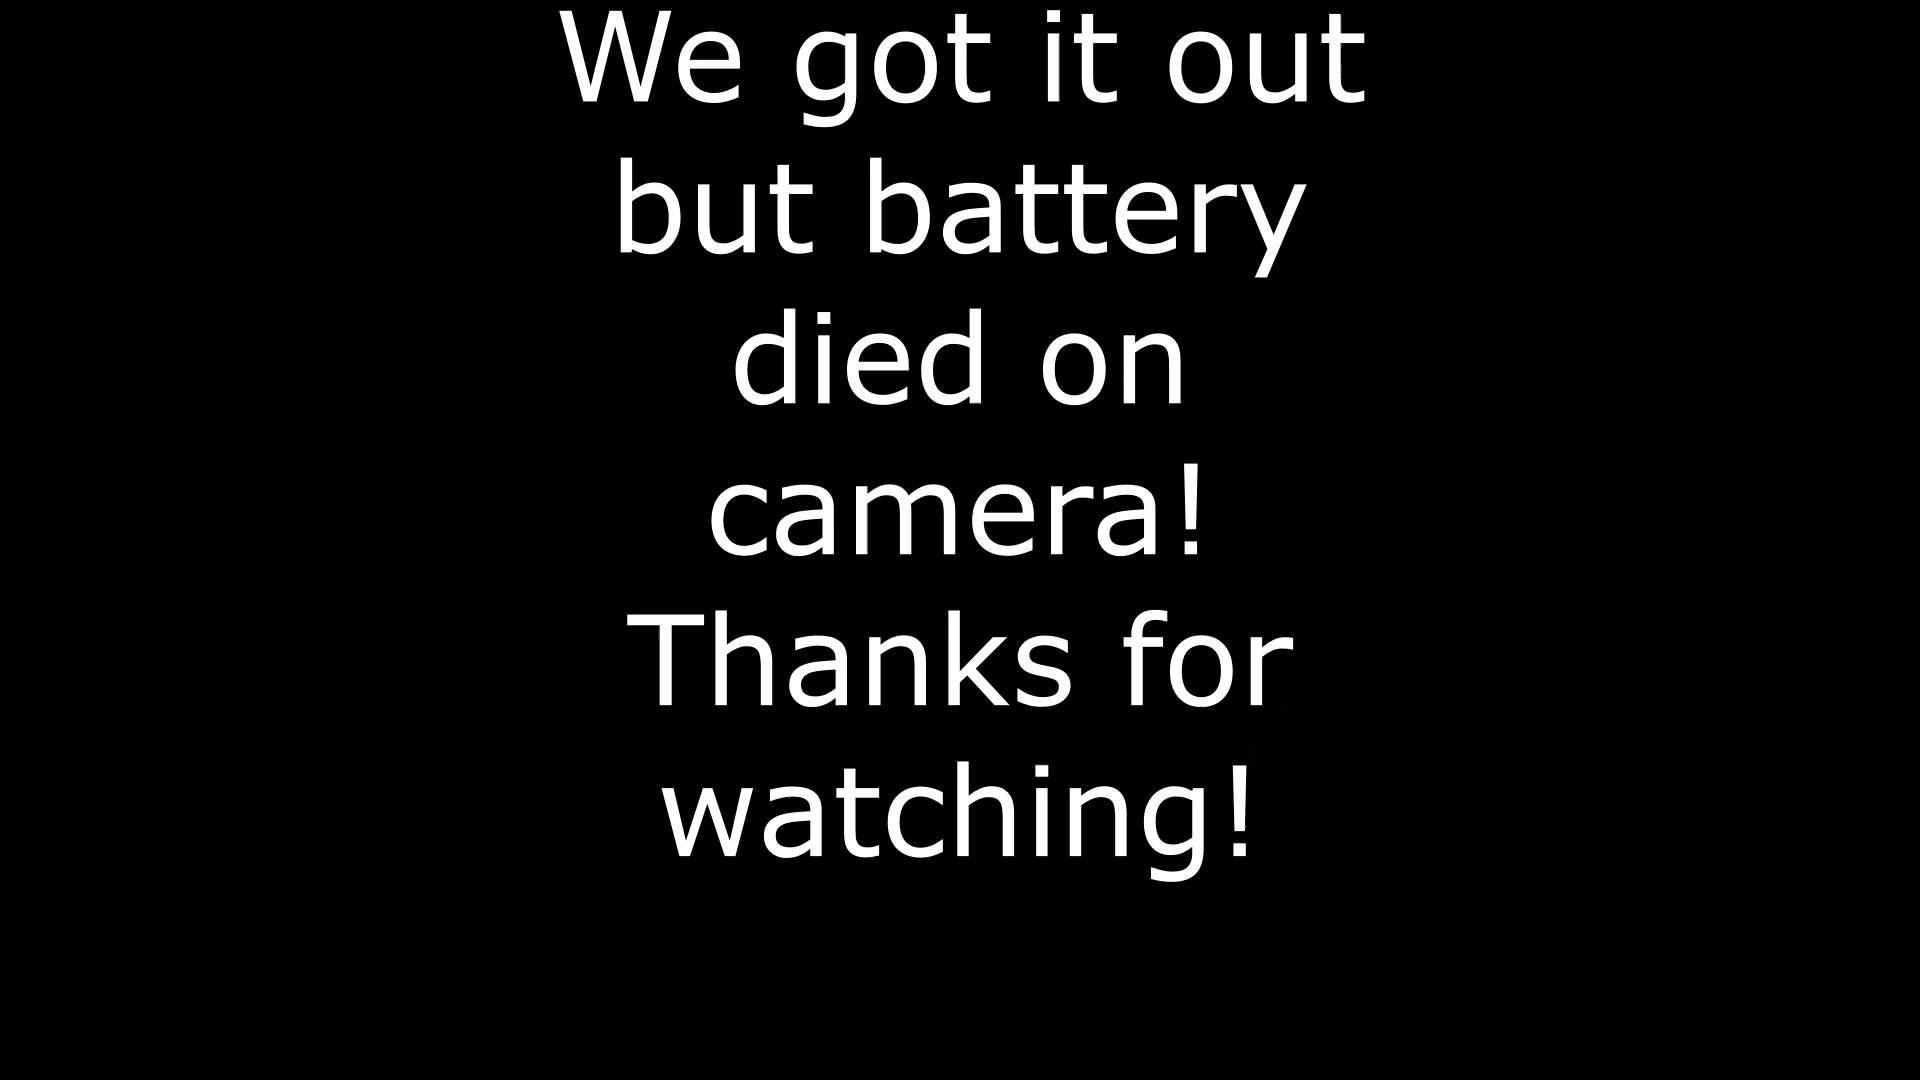 We got it out
but battery
died on
camera!
Thanks for
watching!